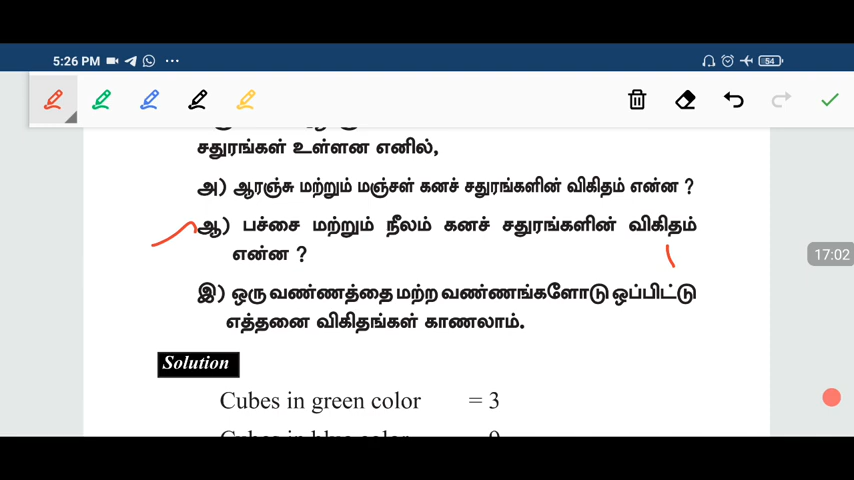 5:26 PM ...
54
சதுரங்கள் உள்ளன எனில்,
அ) ஆரஞ்சு மற்றும் மஞ்சள் கனச் சதுரங்களின் விகிதம் என்ன ?
ஆ) பச்சை மற்றும் நீலம் கனச் சதுரங்களின் விகிதம்
என்ன ?
17:02
இ) ஒரு வண்ணத்தை மற்ற வண்ணங்களோடு ஒப்பிட்டு
எத்தனை விகிதங்கள் காணலாம்.
Solution
Cubes in green color = 3